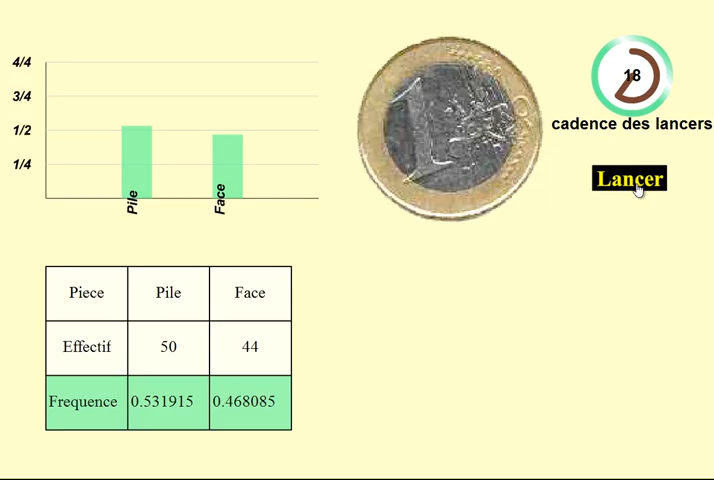 4/4
3/4
1/2
1/4
Pile
Face
1
18
cadence des lancers
Lancer
Piece Pile Face
Effectif 50 44
Frequence 0.531915 0.468085